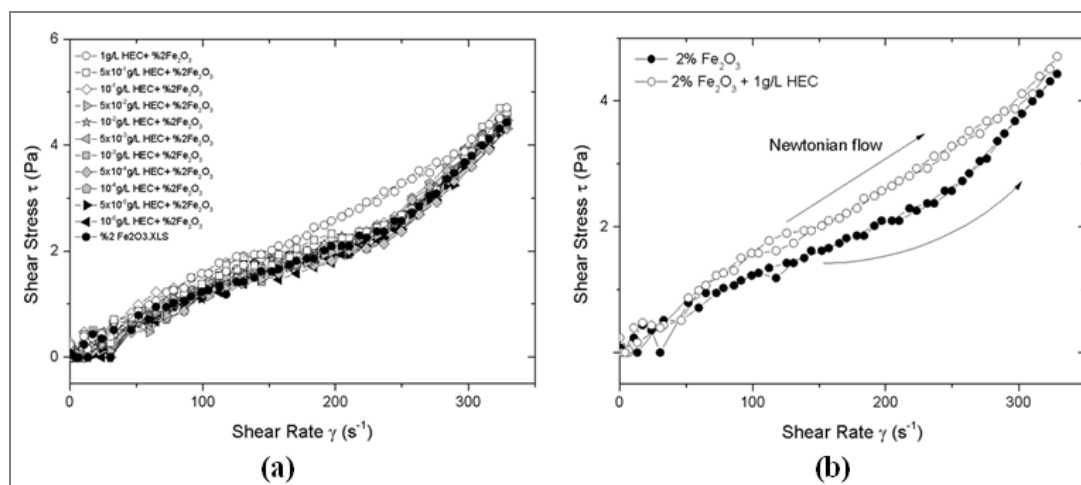 6
4
2
0
0
100
200
300
Shear Stress τ (Pa)
Shear Rate γ (s⁻¹)
1g/L HEC+ %2Fe₂O₃
5x10⁻¹g/L HEC+ %2Fe₂O₃
10⁻¹g/L HEC+ %2Fe₂O₃
5x10⁻²g/L HEC+ %2Fe₂O₃
10⁻²g/L HEC+ %2Fe₂O₃
5x10⁻³g/L HEC+ %2Fe₂O₃
10⁻³g/L HEC+ %2Fe₂O₃
5x10⁻⁴g/L HEC+ %2Fe₂O₃
10⁻⁴g/L HEC+ %2Fe₂O₃
5x10⁻⁵g/L HEC+ %2Fe₂O₃
10⁻⁵g/L HEC+ %2Fe₂O₃
%2 Fe2O3.XLS
(a)
4
2
0
100
200
300
Shear Stress τ (Pa)
Shear Rate γ (s⁻¹)
2% Fe₂O₃
2% Fe₂O₃ + 1g/L HEC
Newtonian flow
(b)